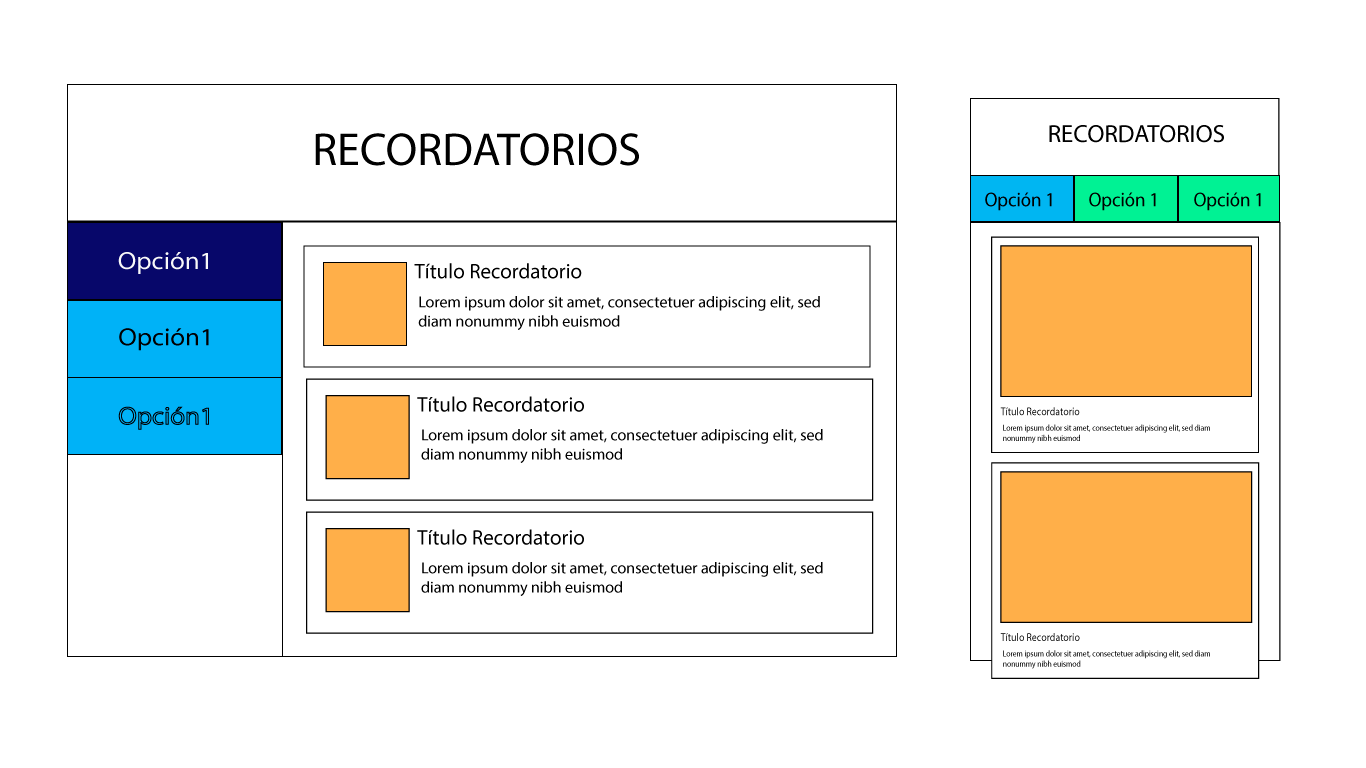 RECORDATORIOS
Opción1
Opción1
Opción1
Título Recordatorio
Lorem ipsum dolor sit amet, consectetuer adipiscing elit, sed
diam nonummy nibh euismod
Título Recordatorio
Lorem ipsum dolor sit amet, consectetuer adipiscing elit, sed
diam nonummy nibh euismod
Título Recordatorio
Lorem ipsum dolor sit amet, consectetuer adipiscing elit, sed
diam nonummy nibh euismod
RECORDATORIOS
Opción 1 Opción 1 Opción 1
Título Recordatorio
Lorem ipsum dolor sit amet, consectetuer adipiscing elit, sed diam
nonummy nibh euismod
Título Recordatorio
Lorem ipsum dolor sit amet, consectetuer adipiscing elit, sed diam
nonummy nibh euismod